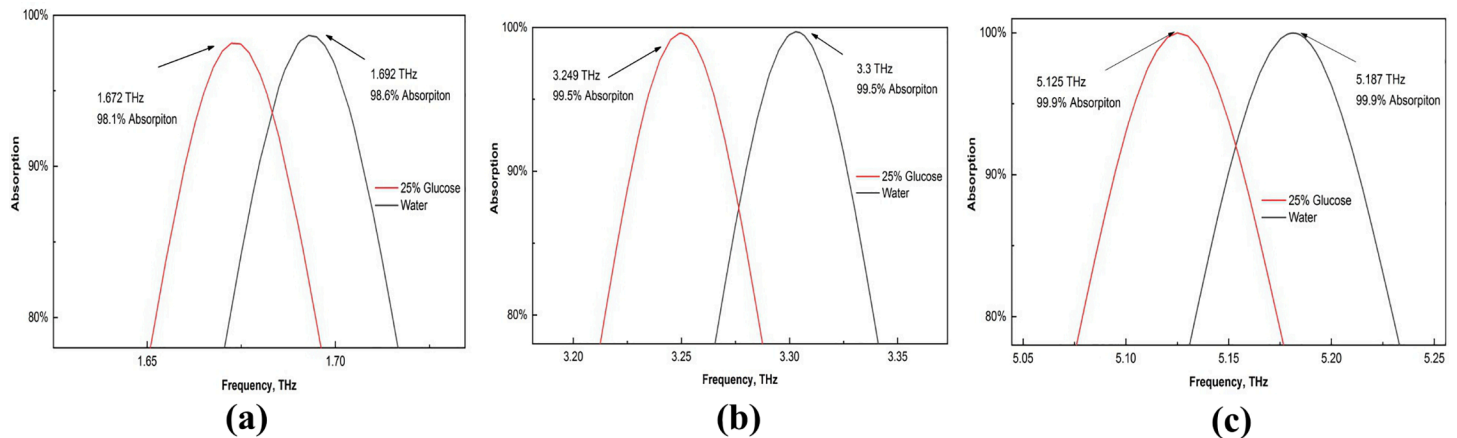 100%
90%
80%
Absorption
1.672 THz
98.1% Absorpiton
1.692 THz
98.6% Absorpiton
25% Glucose
Water
1.65
1.70
Frequency, THz
(a)
100%
90%
80%
Absorption
3.249 THz
99.5% Absorpiton
3.3 THz
99.5% Absorpiton
25% Glucose
Water
3.20
3.25
3.30
3.35
Frequency, THz
(b)
100%
90%
80%
Absorption
5.125 THz
99.9% Absorpiton
5.187 THz
99.9% Absorpiton
25% Glucose
Water
5.05
5.10
5.15
5.20
5.25
Frequency, THz
(c)